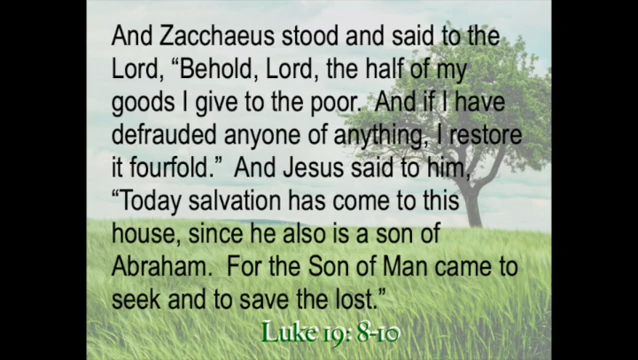 And Zacchaeus stood and said to the
Lord, “Behold, Lord, the half of my
goods I give to the poor.  And if I have
defrauded anyone of anything, I restore
it fourfold.”  And Jesus said to him,
“Today salvation has come to this
house, since he also is a son of
Abraham.  For the Son of Man came to
seek and to save the lost.”
Luke 19: 8-10